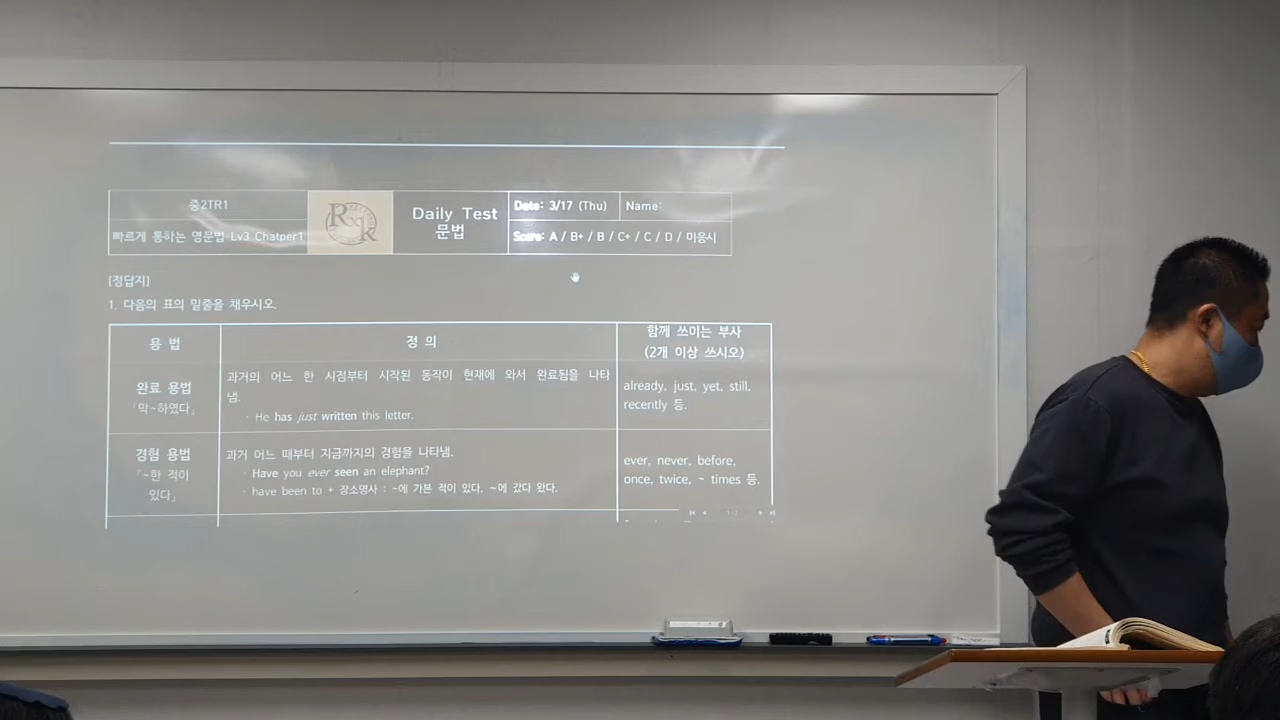 중2TR1
빠르게 통하는 영문법 Lv3 Chatper1
R x R
Daily Test
문법
Date: 3/17 (Thu)
Name:
Score: A / B+ / B / C+ / C / D / 미응시
[정답지]
1. 다음의 표의 밑줄을 채우시오.
용 법
정 의
함께 쓰이는 부사
(2개 이상 쓰시오)
완료 용법
「막~하였다」
과거의 어느 한 시점부터 시작된 동작이 현재에 와서 완료됨을 나타
냄.
· He has just written this letter.
already, just, yet, still,
recently 등.
경험 용법
「~한 적이
있다」
과거 어느 때부터 지금까지의 경험을 나타냄.
· Have you ever seen an elephant?
· have been to + 장소명사 : ~에 가본 적이 있다, ~에 갔다 왔다.
ever, never, before,
once, twice, ~ times 등.